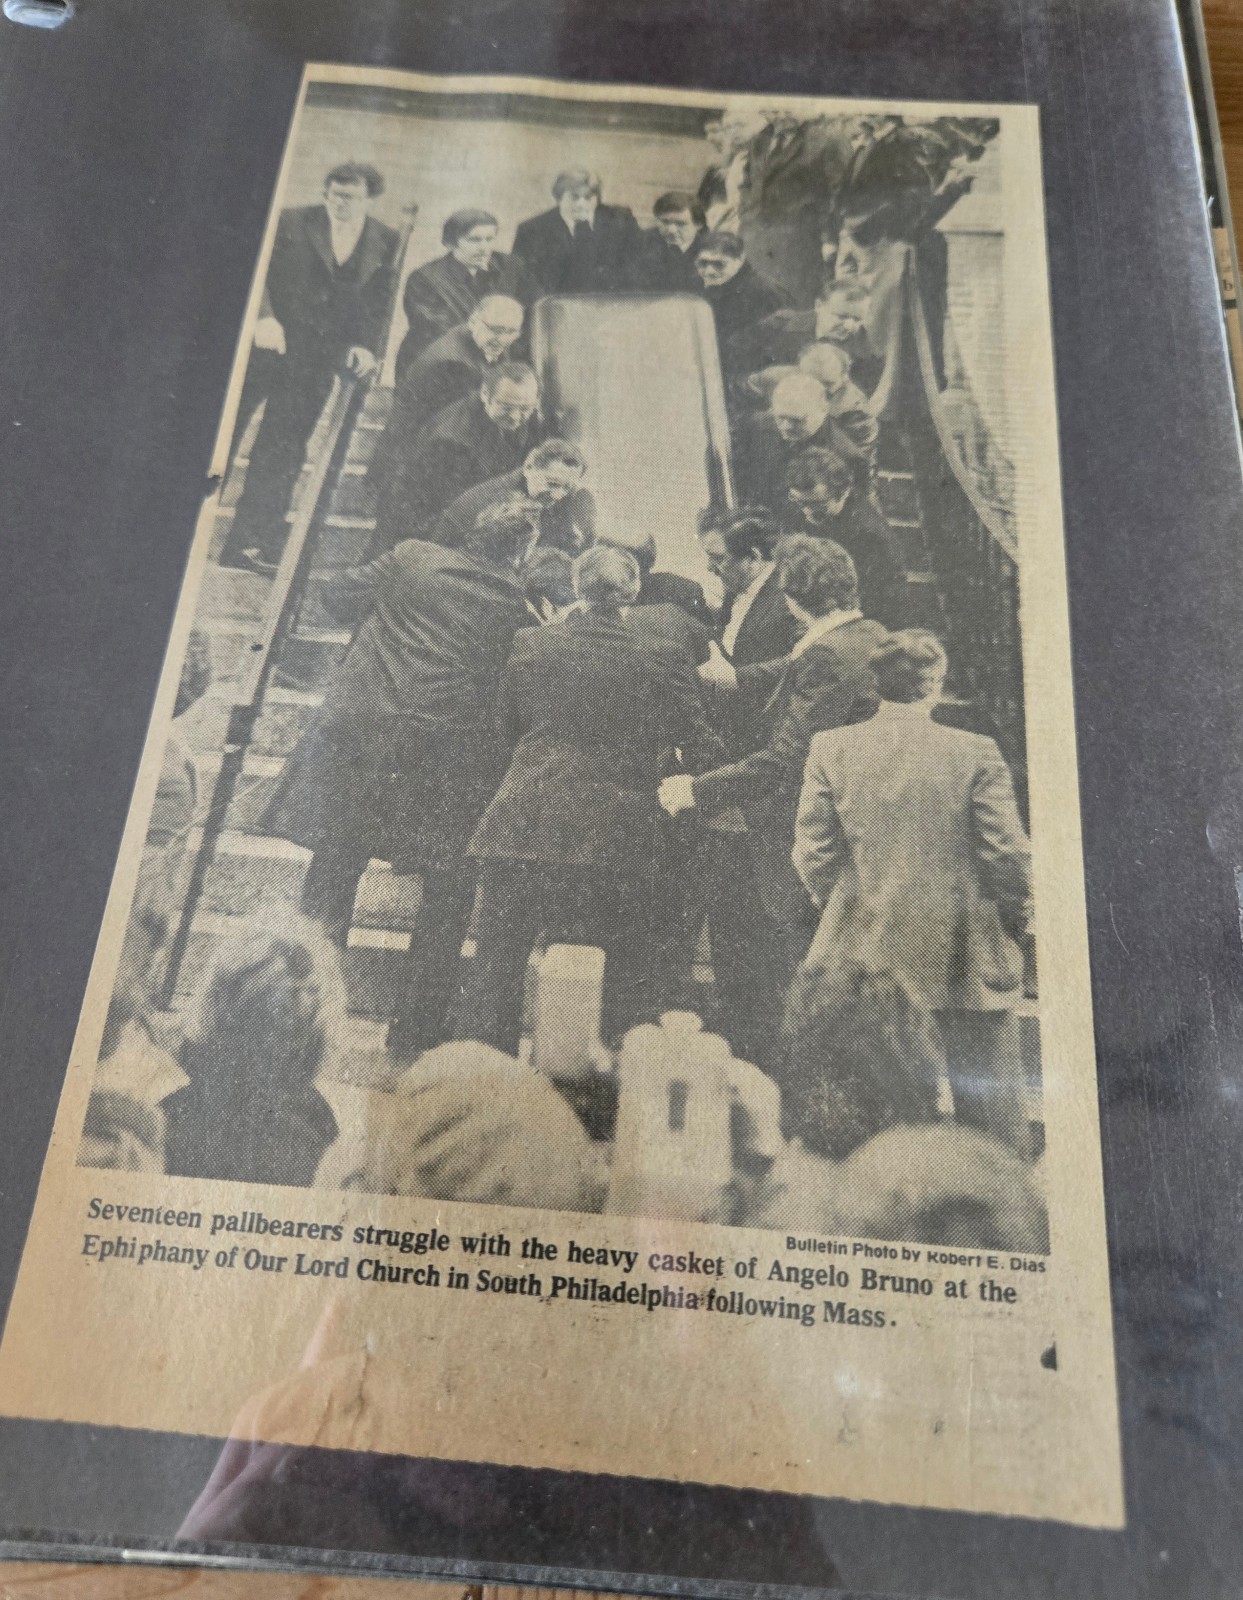 Bulletin Photo by Robert E. Dias
Seventeen pallbearers struggle with the heavy casket of Angelo Bruno at the
Ephiphany of Our Lord Church in South Philadelphia following Mass.